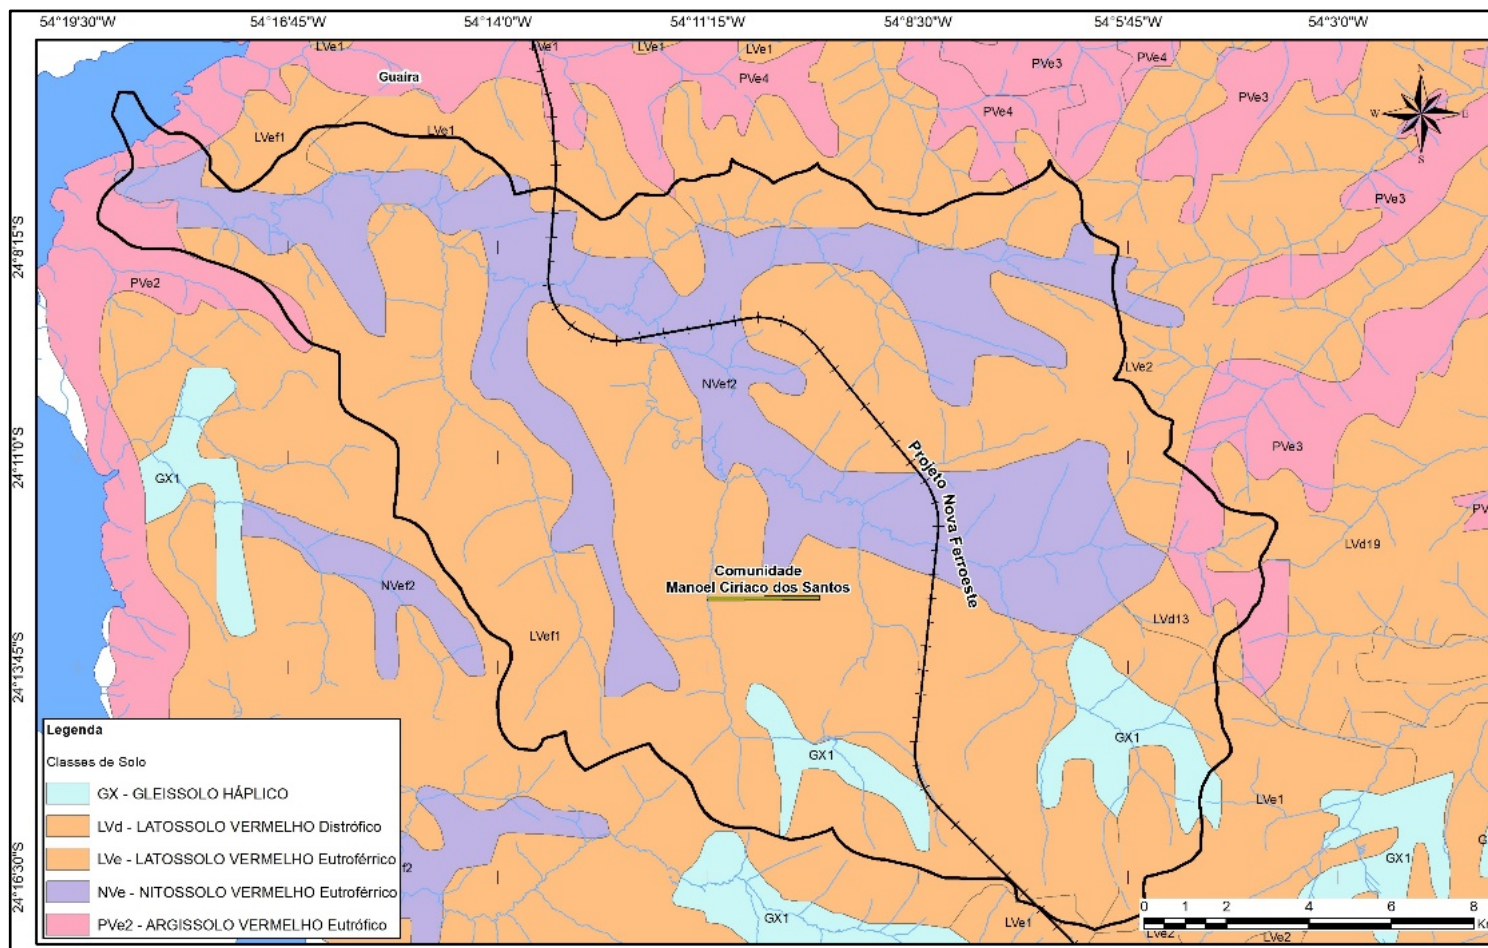 54°19'30"W
54°16'45"W
54°14'0"W
54°11'15"W
54°8'30"W
54°5'45"W
54°3'0"W
LVe1
LVe1
LVe1
LVe1
PVe3
PVe4
Guaíra
PVe4
PVe4
PVe3
N
W
E
S
LVef1
LVe1
PVe3
24°8'15"S
PVe2
LVe2
NVef2
24°11'0"S
GX1
PVe3
Projeto Nova Ferroeste
LVd19
Comunidade
Manoel Ciríaco dos Santos
NVef2
LVef1
LVd13
24°13'45"S
GX1
GX1
LVe1
GX1
GX1
LVe1
LVe2
LVe2
24°16'30"S
Legenda
Classes de Solo
GX - GLEISSOLO HÁPLICO
LVd - LATOSSOLO VERMELHO Distrófico
LVe - LATOSSOLO VERMELHO Eutroférrico
NVe - NITOSSOLO VERMELHO Eutroférrico
PVe2 - ARGISSOLO VERMELHO Eutrófico
0 1 2 4 6 8